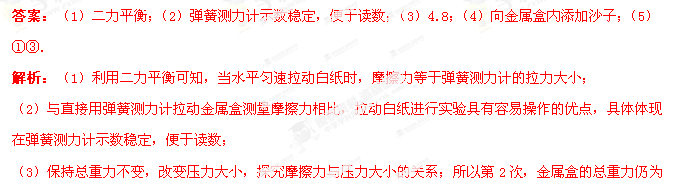 答案：（1）二力平衡；（2）弹簧测力计示数稳定，便于读数；（3）4.8；（4）向金属盒内添加沙子；（5）
①③．
解析：（1）利用二力平衡可知，当水平匀速拉动白纸时，摩擦力等于弹簧测力计的拉力大小；
（2）与直接用弹簧测力计拉动金属盒测量摩擦力相比，拉动白纸进行实验具有容易操作的优点，具体体现
在弹簧测力计示数稳定，便于读数；
（3）保持总重力不变，改变压力大小，探究摩擦力与压力大小的关系；所以第 2 次，金属盒的总重力仍为